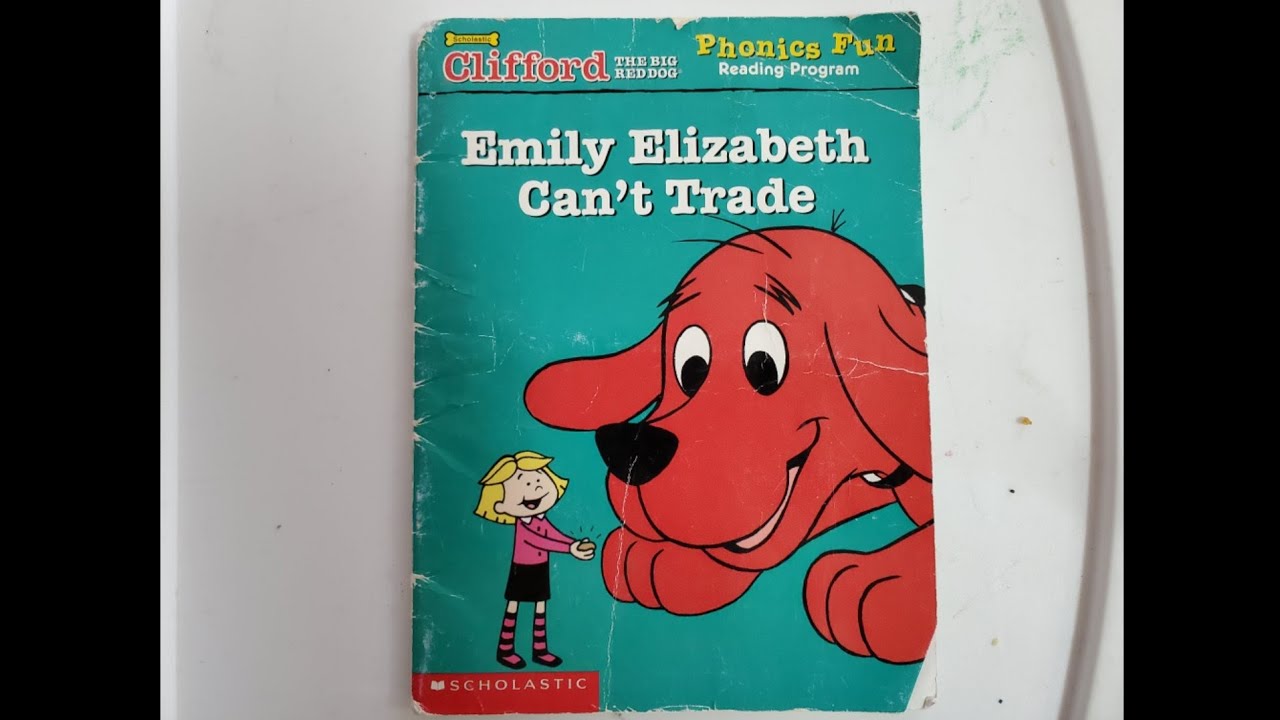 Scholastic
Clifford THE BIG RED DOG®
Phonics Fun
Reading Program
Emily Elizabeth
Can't Trade
SCHOLASTIC